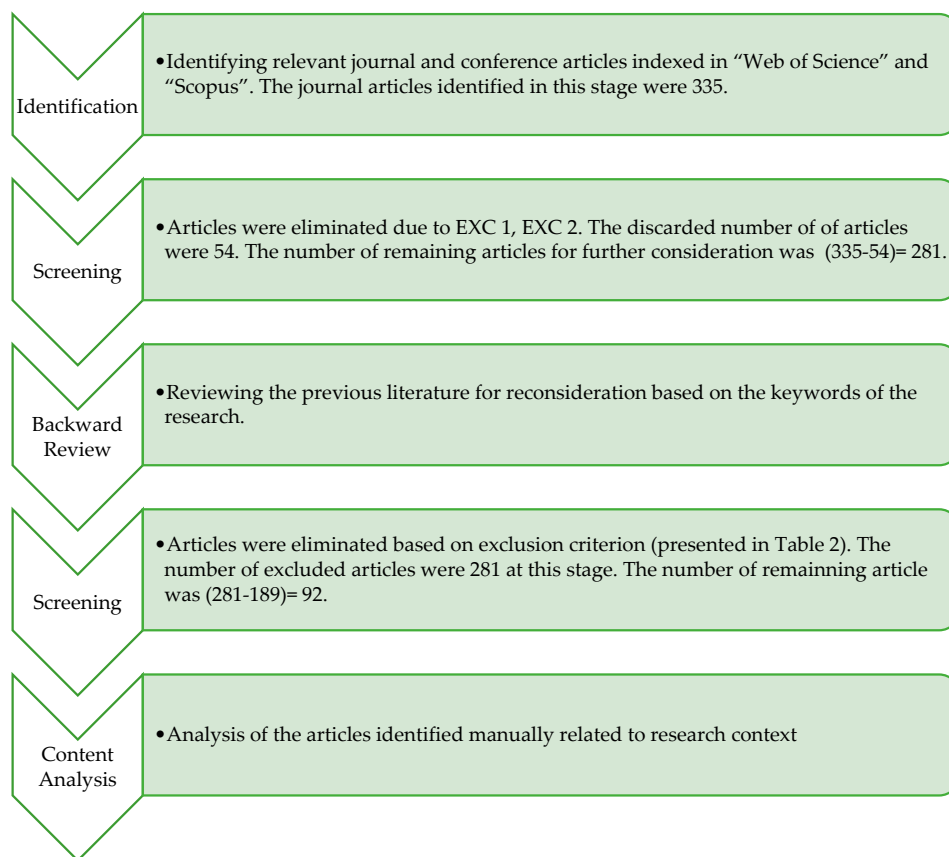 Identification
•Identifying relevant journal and conference articles indexed in “Web of Science” and
“Scopus”. The journal articles identified in this stage were 335.
Screening
•Articles were eliminated due to EXC 1, EXC 2. The discarded number of of articles
were 54. The number of remaining articles for further consideration was (335-54)= 281.
Backward
Review
•Reviewing the previous literature for reconsideration based on the keywords of the
research.
Screening
•Articles were eliminated based on exclusion criterion (presented in Table 2). The
number of excluded articles were 281 at this stage. The number of remainning article
was (281-189)= 92.
Content
Analysis
•Analysis of the articles identified manually related to research context